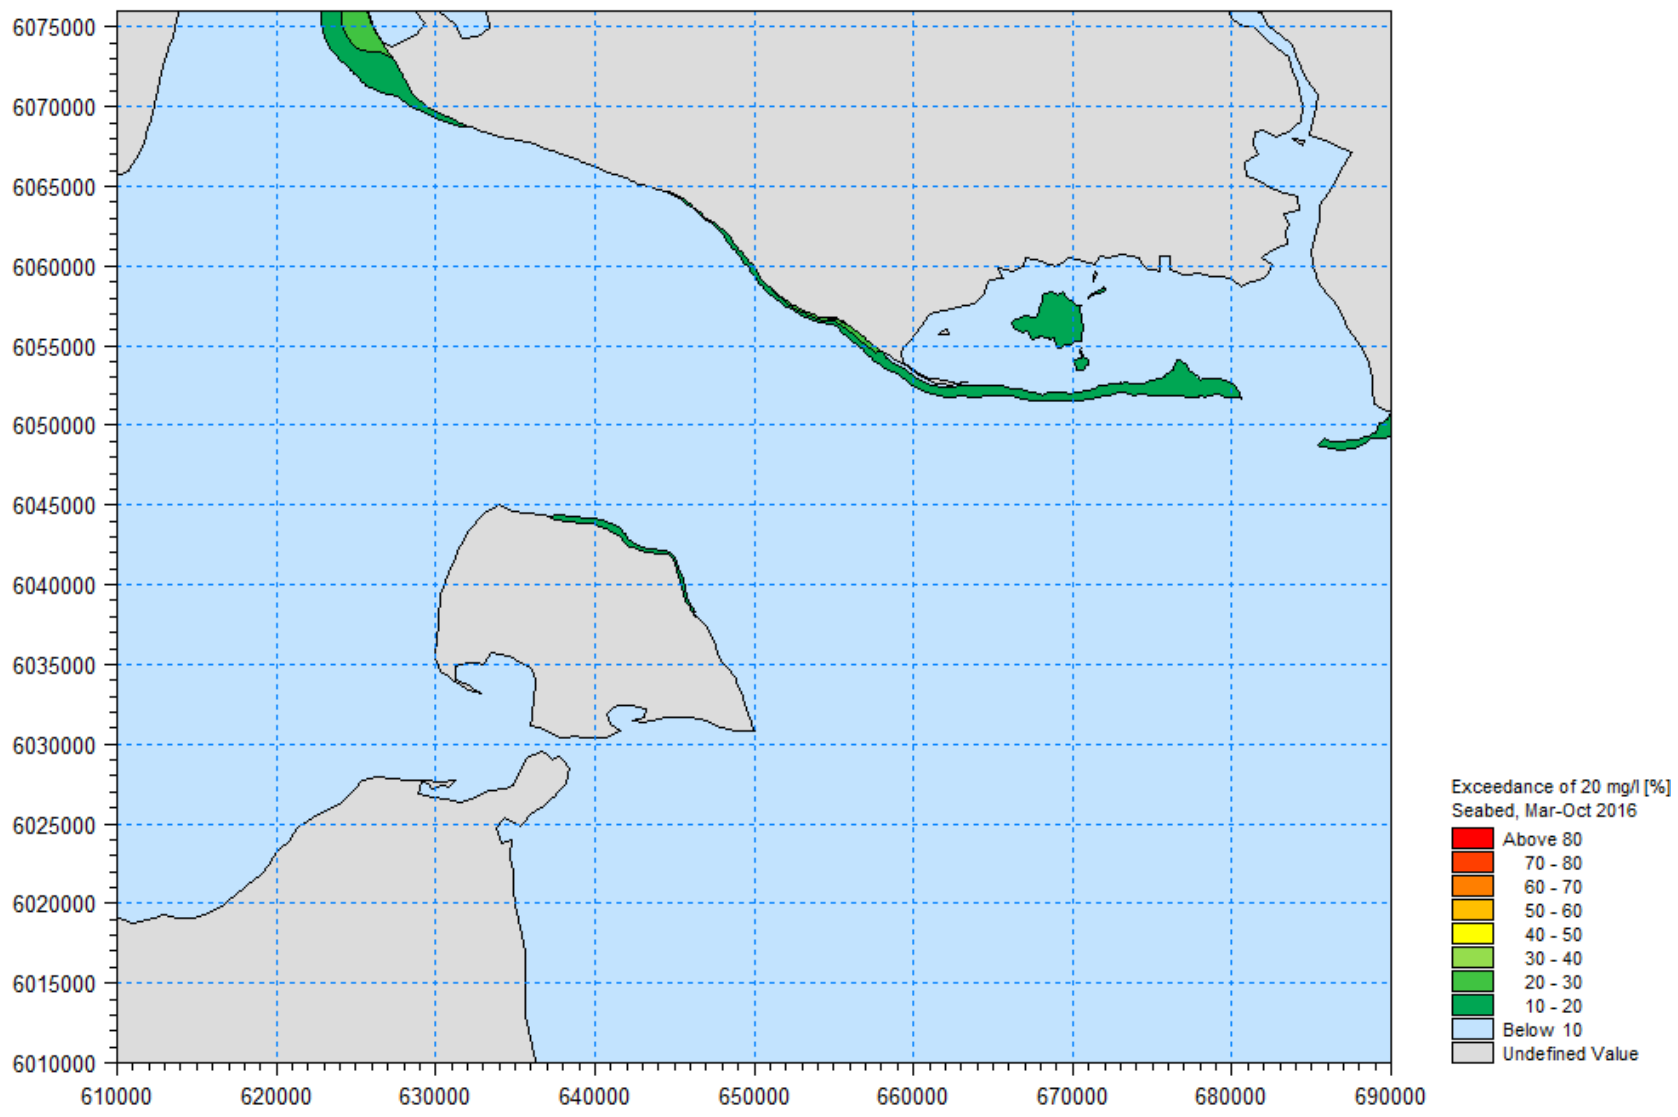 6075000
6070000
6065000
6060000
6055000
6050000
6045000
6040000
6035000
6030000
6025000
6020000
6015000
6010000
610000 620000 630000 640000 650000 660000 670000 680000 690000
Exceedance of 20 mg/l [%]
Seabed, Mar-Oct 2016
Above 80
70 - 80
60 - 70
50 - 60
40 - 50
30 - 40
20 - 30
10 - 20
Below 10
Undefined Value